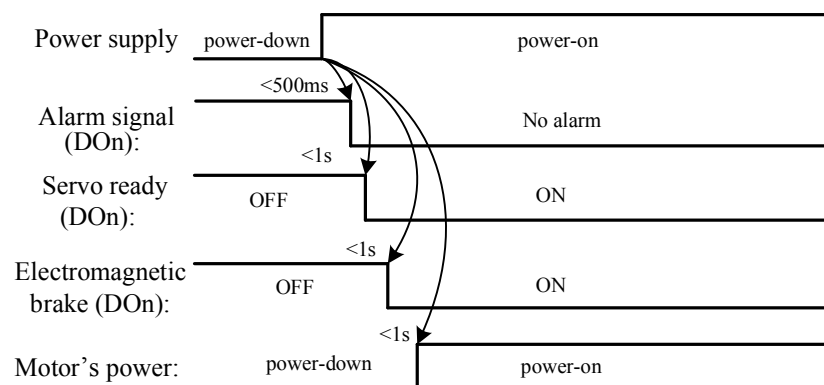 Power supply
power-down
power-on
<500ms
Alarm signal
(DOn):
No alarm
<1s
Servo ready
(DOn):
OFF
ON
<1s
Electromagnetic
brake (DOn):
OFF
ON
<1s
Motor's power:
power-down
power-on